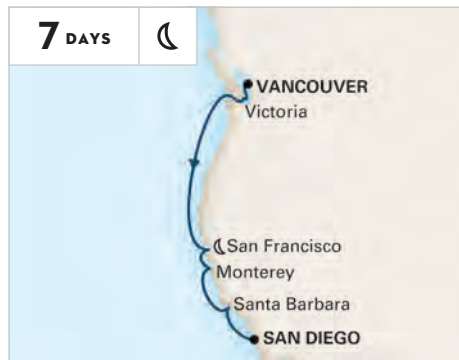 7 DAYS
VANCOUVER
Victoria
San Francisco
Monterey
Santa Barbara
SAN DIEGO